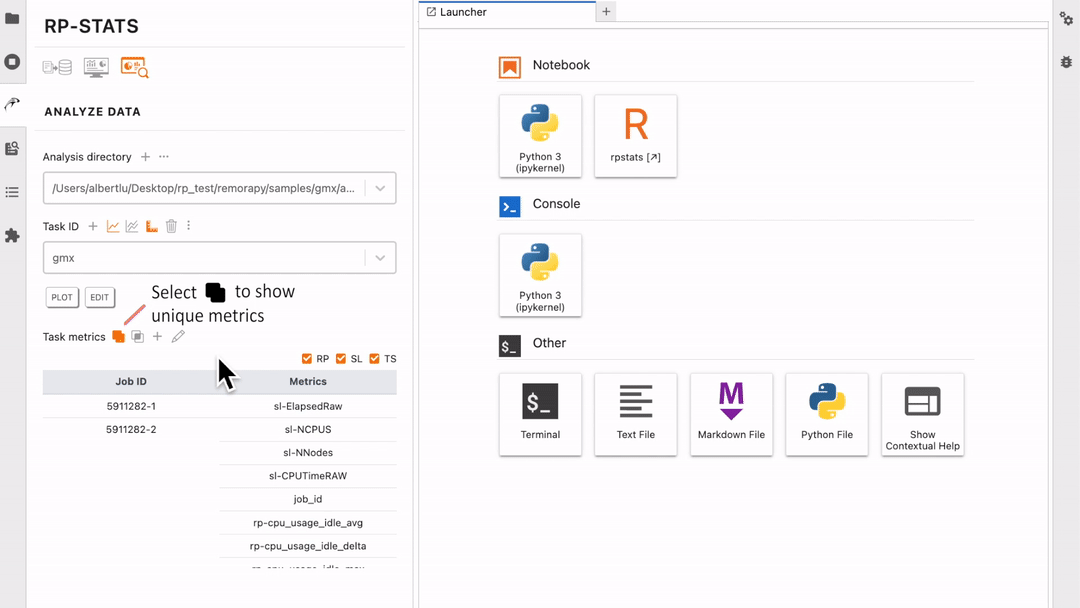 RP-STATS
Launcher
ANALYZE DATA
Analysis directory
/Users/albertlu/Desktop/rp_test/remorapy/samples/gmx/a...
Task ID
gmx
PLOT EDIT
Select to show
unique metrics
Task metrics
RP SL TS
Job ID Metrics
5911282-1 sl-ElapsedRaw
5911282-2 sl-NCPUS
sl-NNodes
sl-CPUTimeRAW
job_id
rp-cpu_usage_idle_avg
rp-cpu_usage_idle_delta
Notebook
Python 3
(ipykernel)
R
rpstats [↗]
Console
Python 3
(ipykernel)
$_ Other
$_
Terminal
Text File
M
Markdown File
Python File
Show
Contextual Help